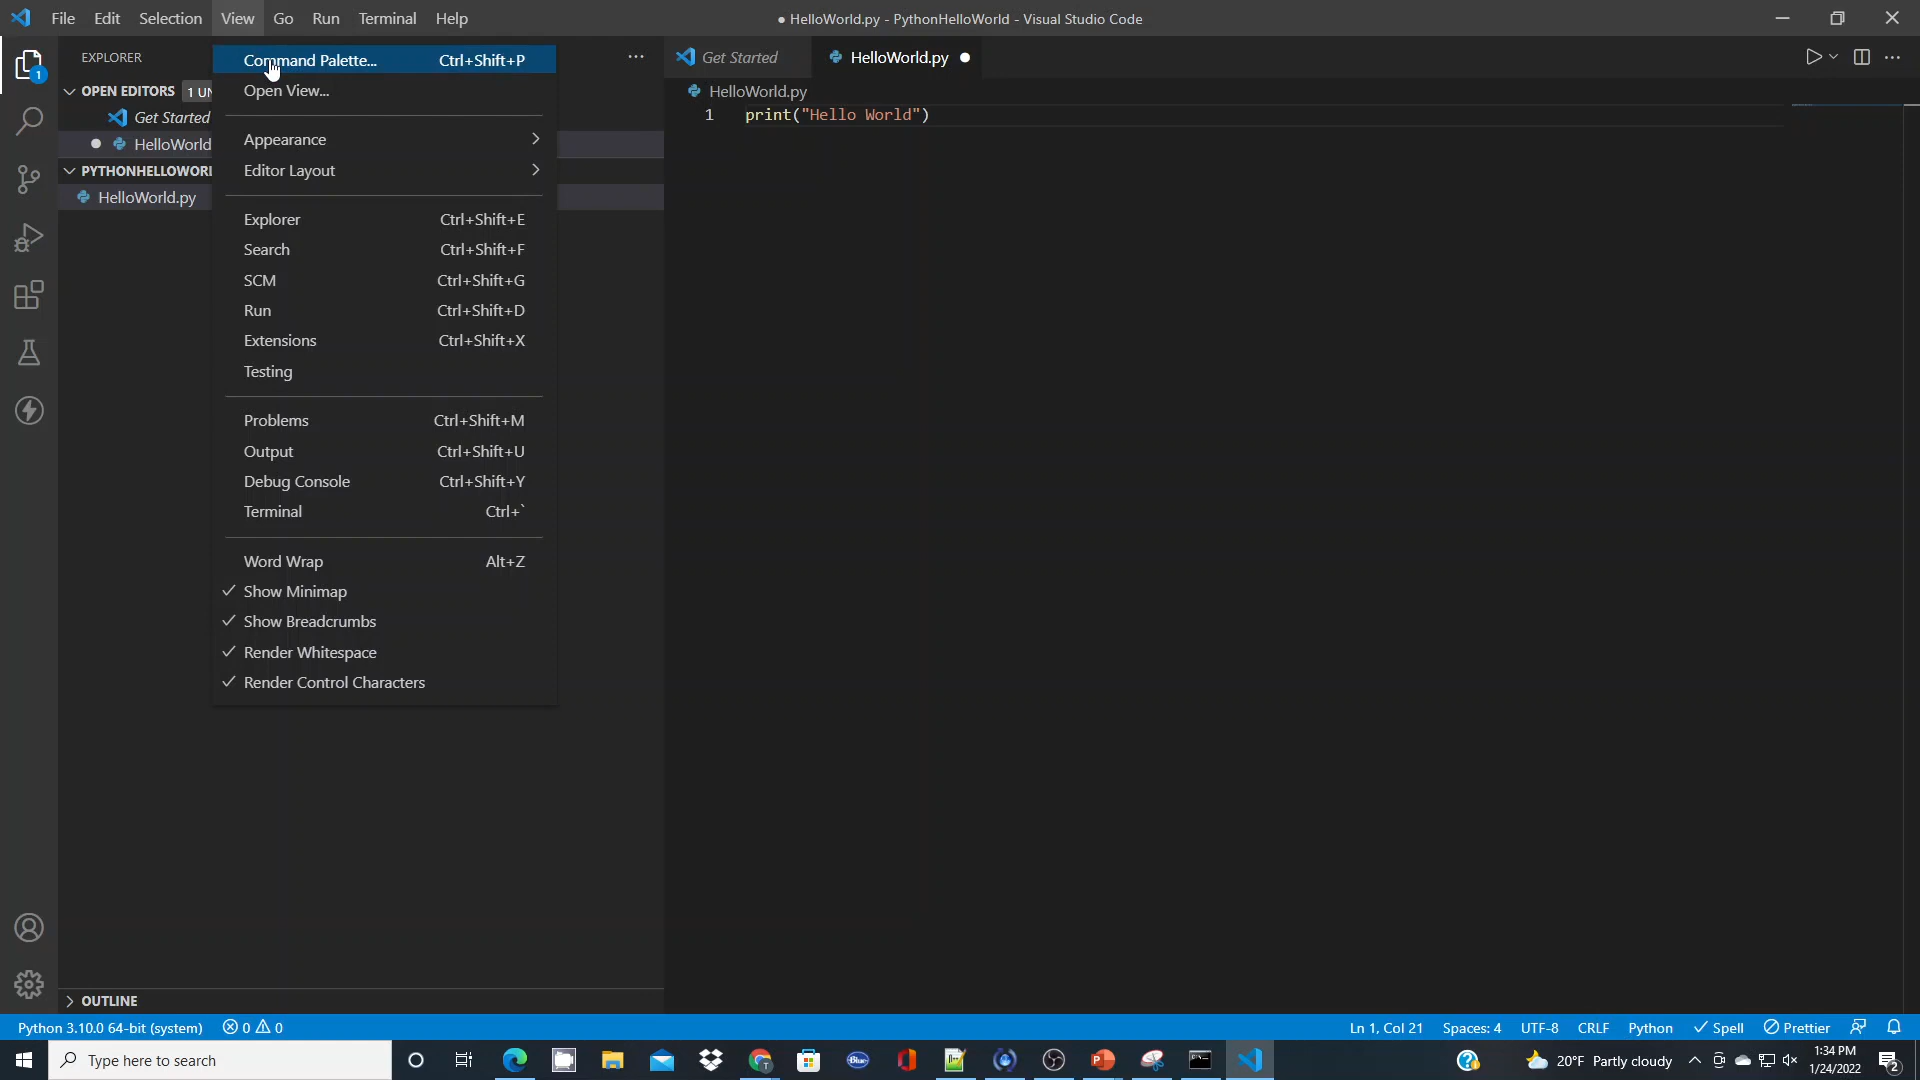 File Edit Selection View Go Run Terminal Help
● HelloWorld.py - PythonHelloWorld - Visual Studio Code
EXPLORER
OPEN EDITORS 1 UN
Get Started
HelloWorld
PYTHONHELLOWORL
HelloWorld.py
OUTLINE
1
Command Palette... Ctrl+Shift+P
Open View...
Appearance
Editor Layout
Explorer Ctrl+Shift+E
Search Ctrl+Shift+F
SCM Ctrl+Shift+G
Run Ctrl+Shift+D
Extensions Ctrl+Shift+X
Testing
Problems Ctrl+Shift+M
Output Ctrl+Shift+U
Debug Console Ctrl+Shift+Y
Terminal Ctrl+`
Word Wrap Alt+Z
Show Minimap
Show Breadcrumbs
Render Whitespace
Render Control Characters
Get Started HelloWorld.py
HelloWorld.py
1 print("Hello World")
Python 3.10.0 64-bit (system) 0 0 Ln 1, Col 21 Spaces: 4 UTF-8 CRLF Python Spell Prettier
Type here to search
Blue
T
20°F Partly cloudy
1:34 PM
1/24/2022
2